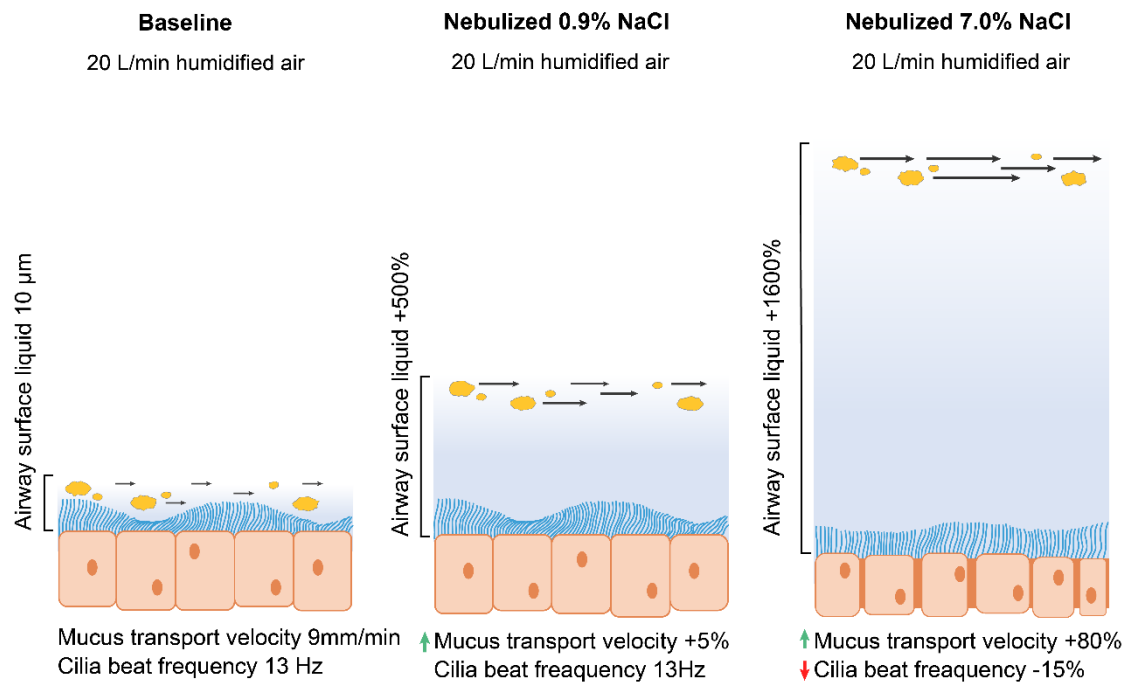 Baseline
20 L/min humidified air
Airway surface liquid 10 µm
Mucus transport velocity 9mm/min
Cilia beat frequency 13 Hz
Nebulized 0.9% NaCl
20 L/min humidified air
Airway surface liquid +500%
Mucus transport velocity +5%
Cilia beat freaquency 13Hz
Nebulized 7.0% NaCl
20 L/min humidified air
Airway surface liquid +1600%
Mucus transport velocity +80%
Cilia beat freaquency -15%